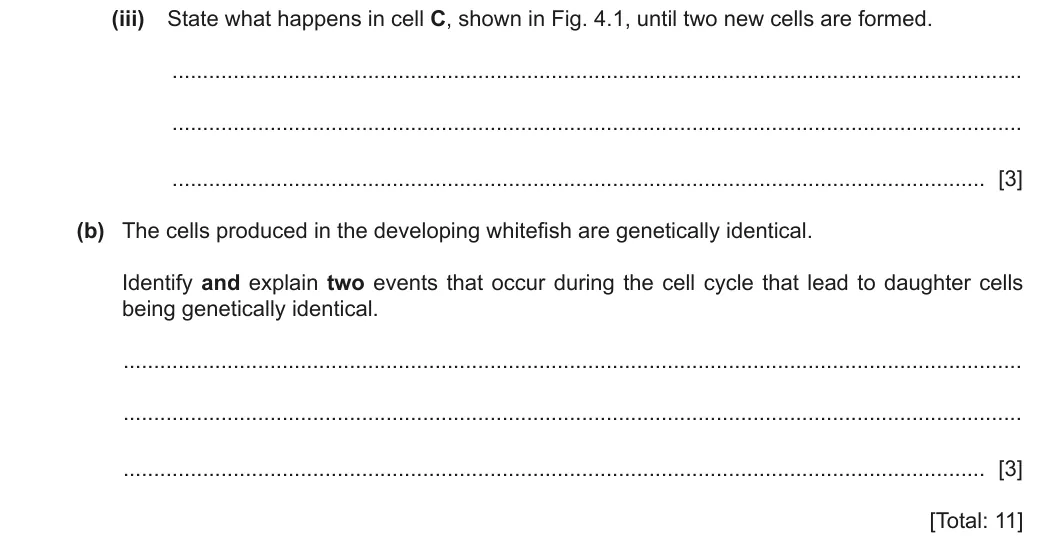 (iii) State what happens in cell C, shown in Fig. 4.1, until two new cells are formed.
..........................................................................................................................................
..........................................................................................................................................
.................................................................................................................................... [3]
(b) The cells produced in the developing whitefish are genetically identical.
Identify and explain two events that occur during the cell cycle that lead to daughter cells
being genetically identical.
..................................................................................................................................................
..................................................................................................................................................
............................................................................................................................................ [3]
[Total: 11]